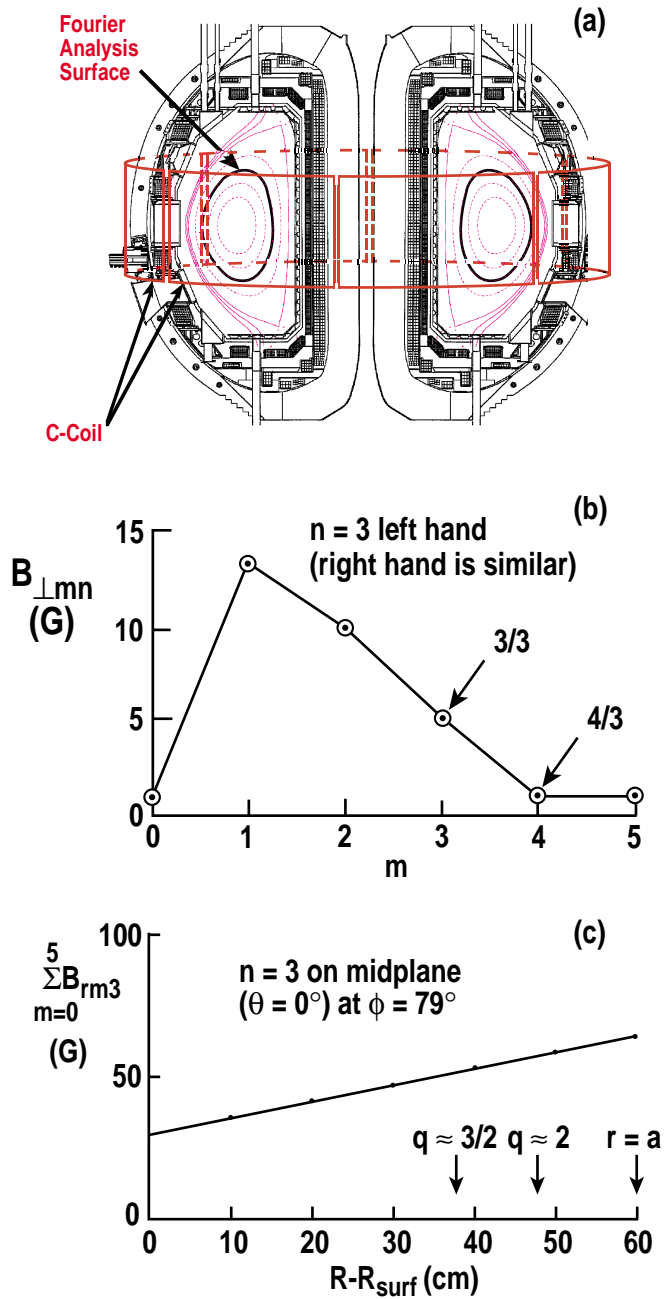 (a)
Fourier
Analysis
Surface
C-Coil
(b)
15
10
5
0
B⊥mn
(G)
n = 3 left hand
(right hand is similar)
3/3
4/3
0 1 2 3 4 5
m
(c)
100
50
0
5
ΣBrm3
m=0
(G)
n = 3 on midplane
(θ = 0°) at ϕ = 79°
q ≈ 3/2 q ≈ 2 r = a
0 10 20 30 40 50 60
R-Rsurf (cm)